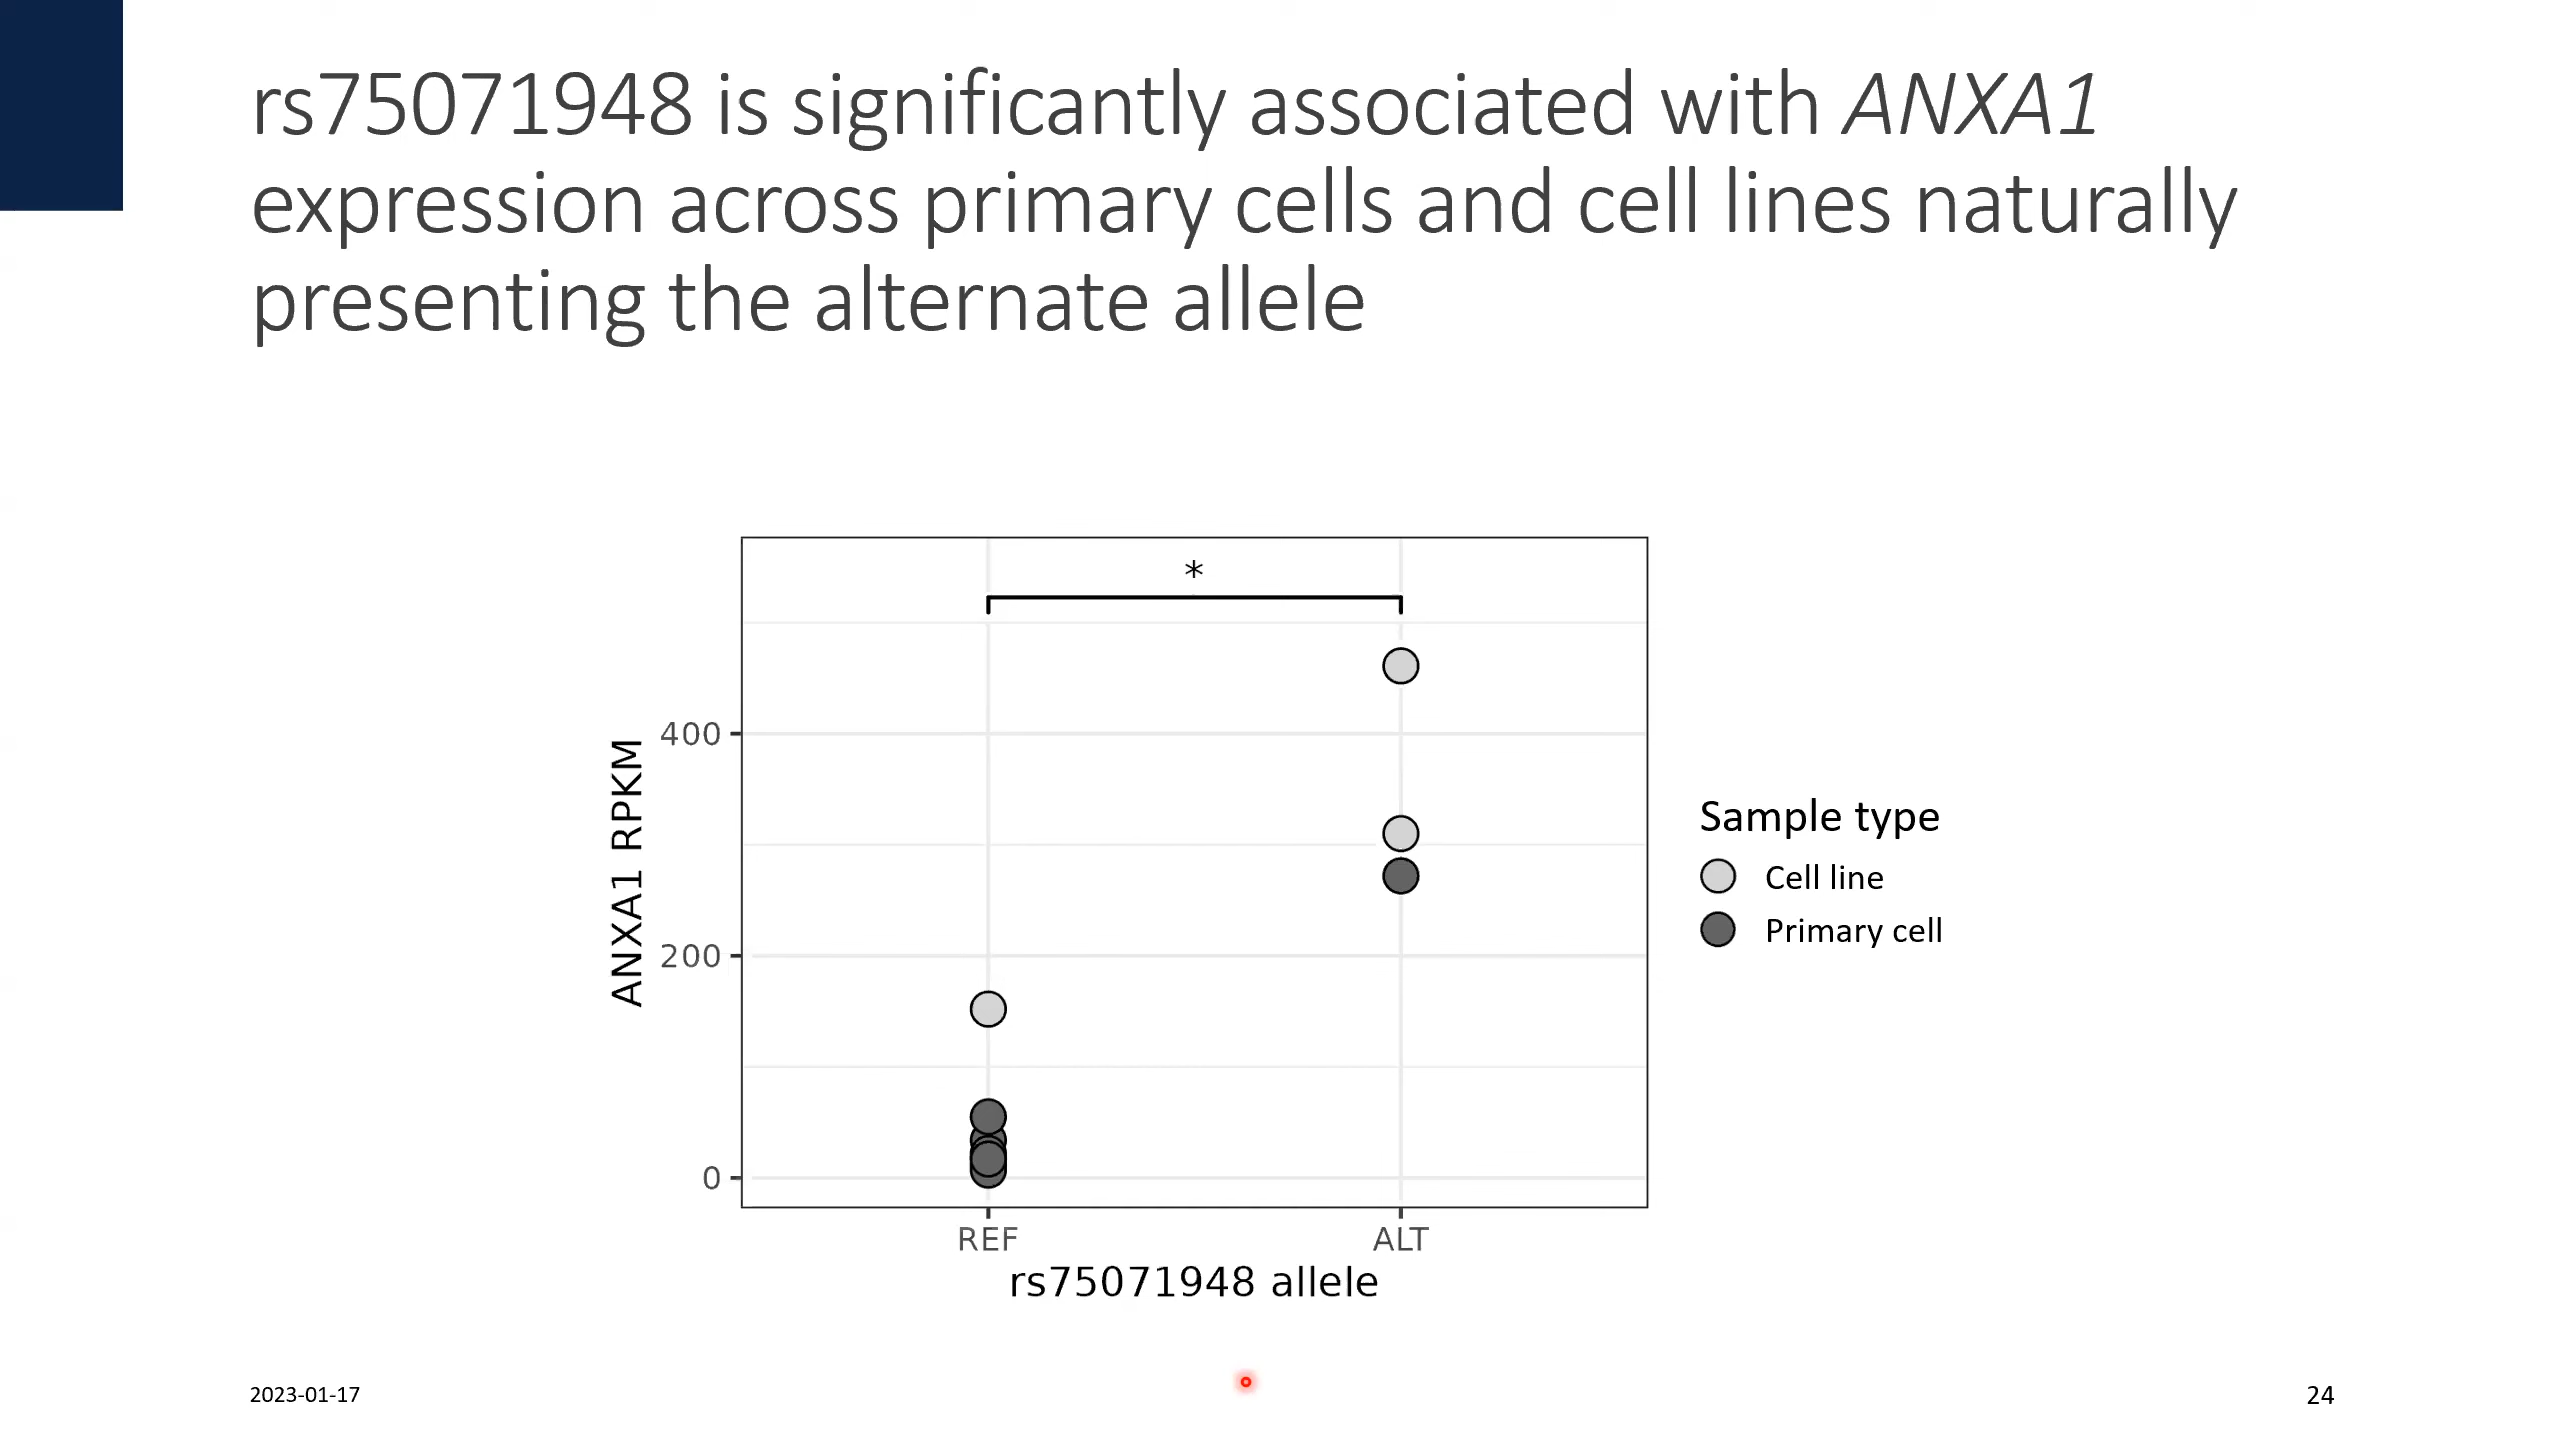 rs75071948 is significantly associated with ANXA1
expression across primary cells and cell lines naturally
presenting the alternate allele
*
400
200
0
ANXA1 RPKM
REF
ALT
rs75071948 allele
Sample type
Cell line
Primary cell
2023-01-17
24